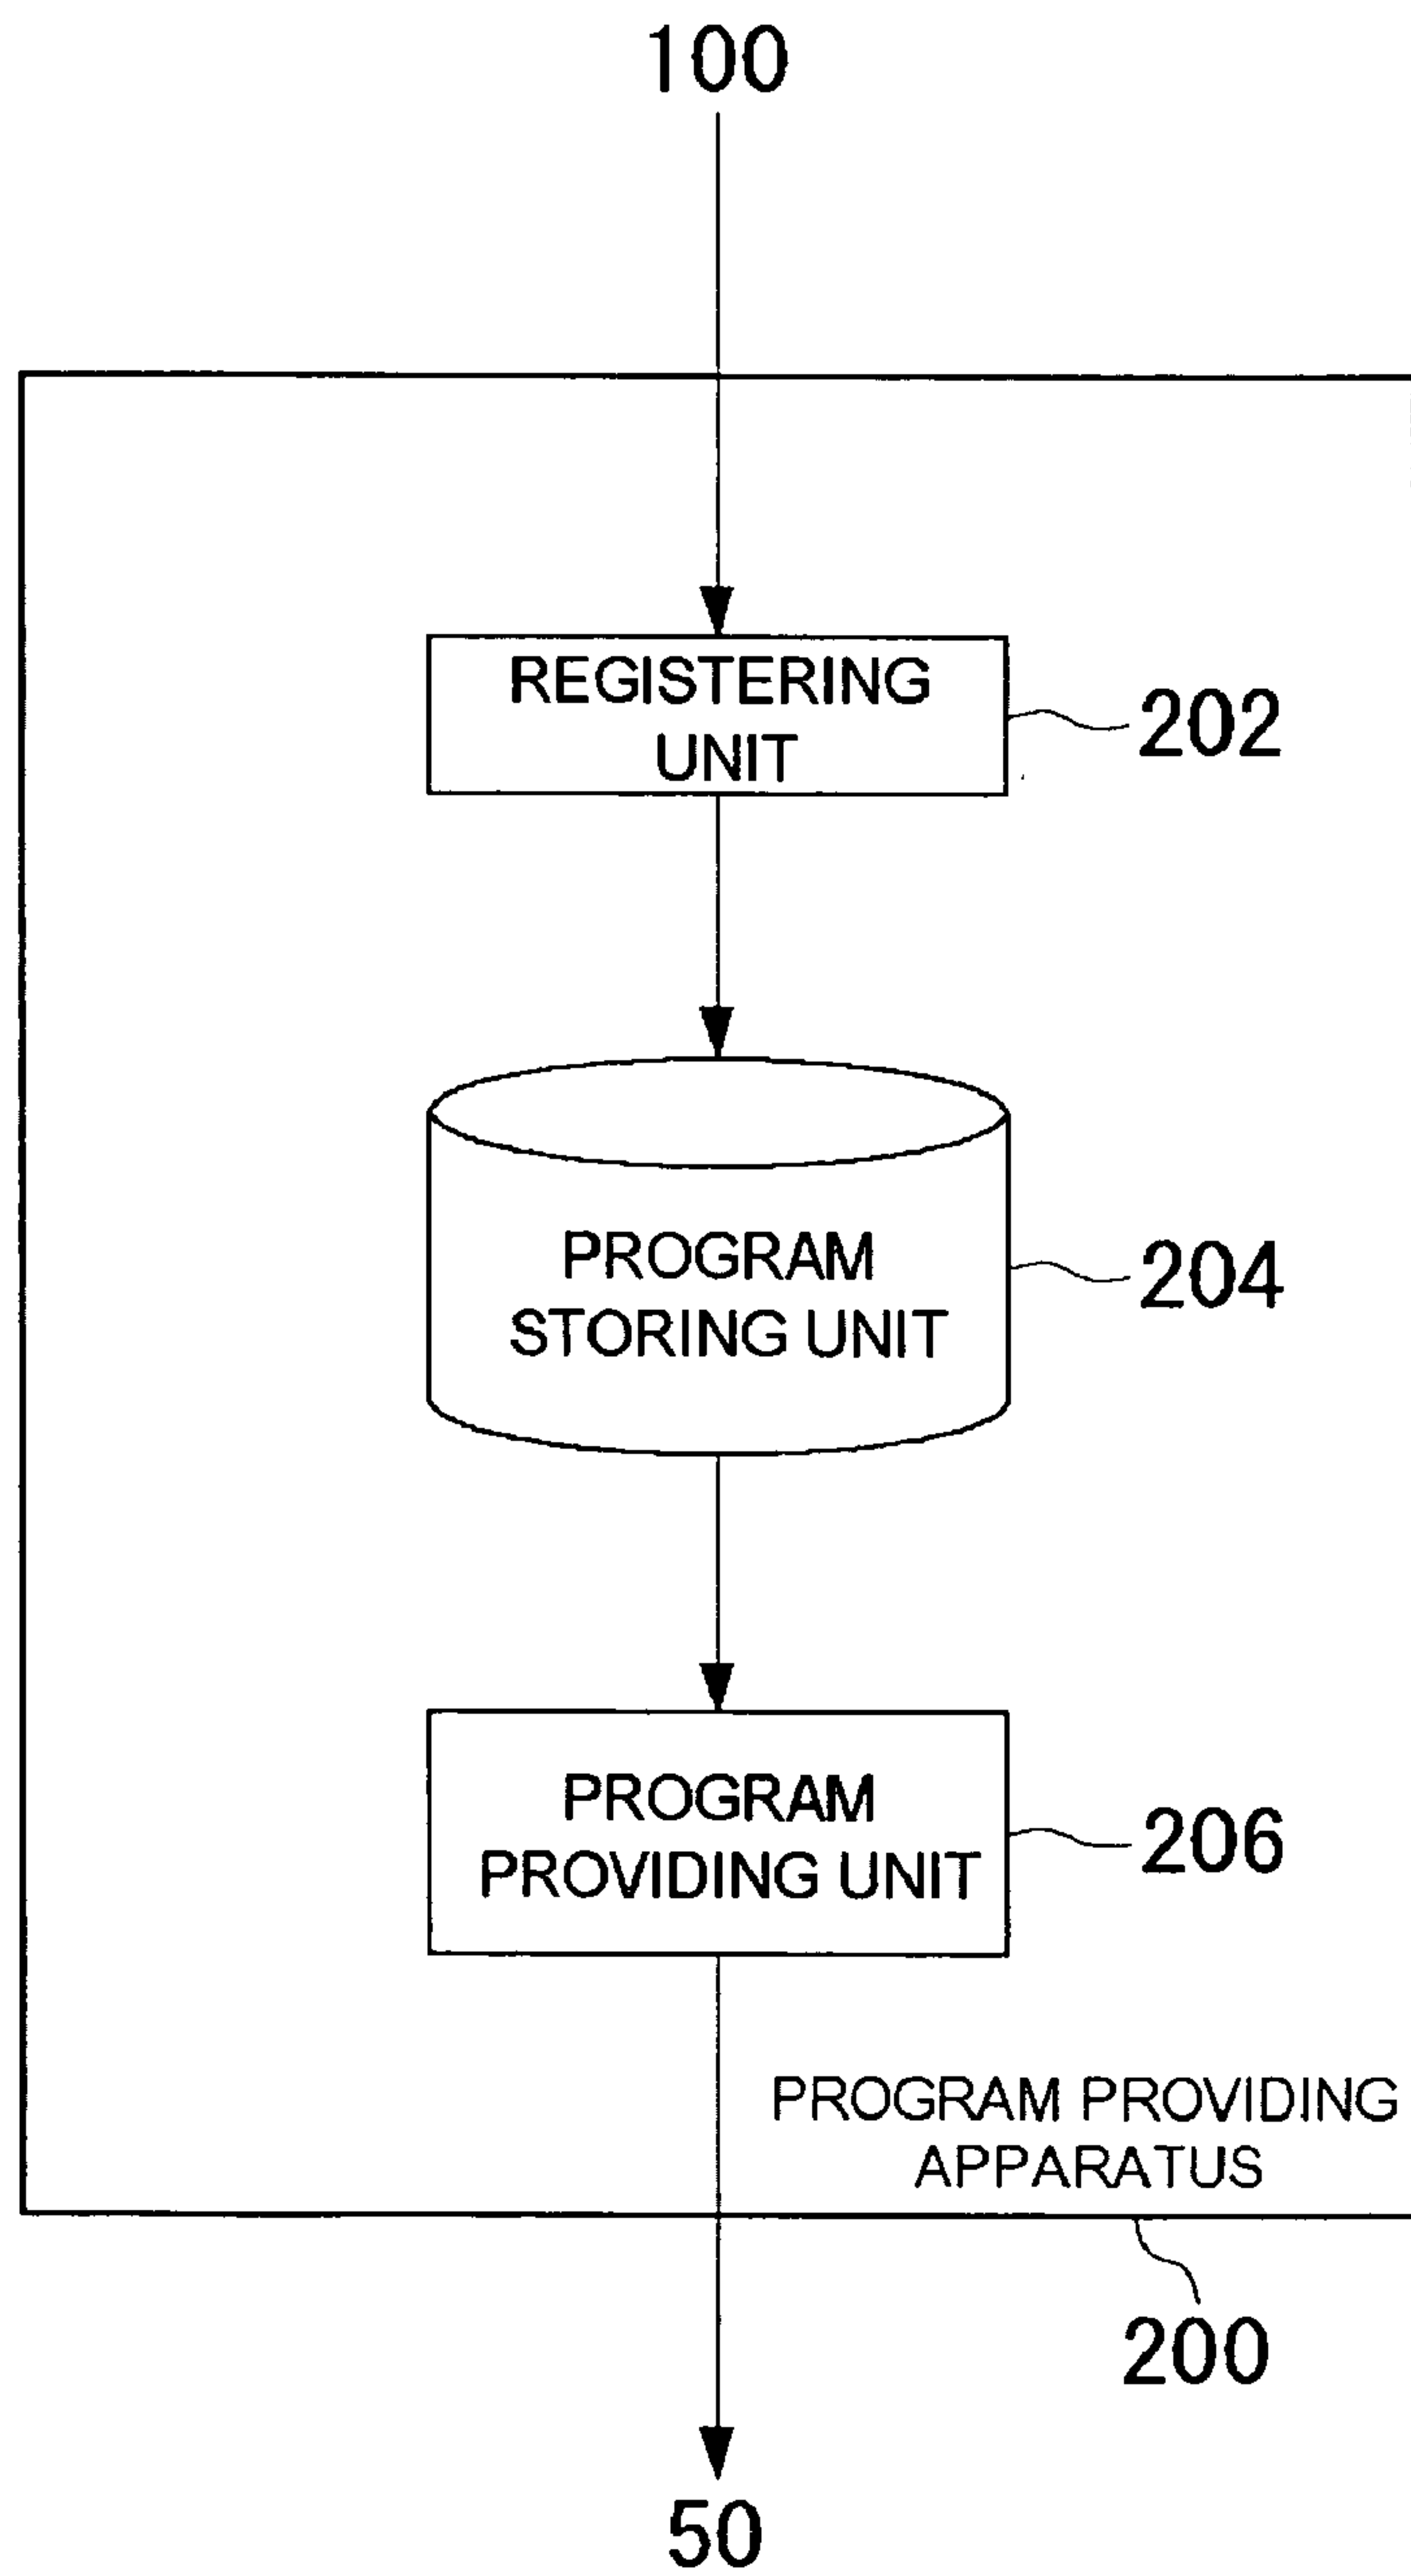 100
REGISTERING
UNIT
202
PROGRAM
STORING UNIT
204
PROGRAM
PROVIDING UNIT
206
PROGRAM PROVIDING
APPARATUS
200
50